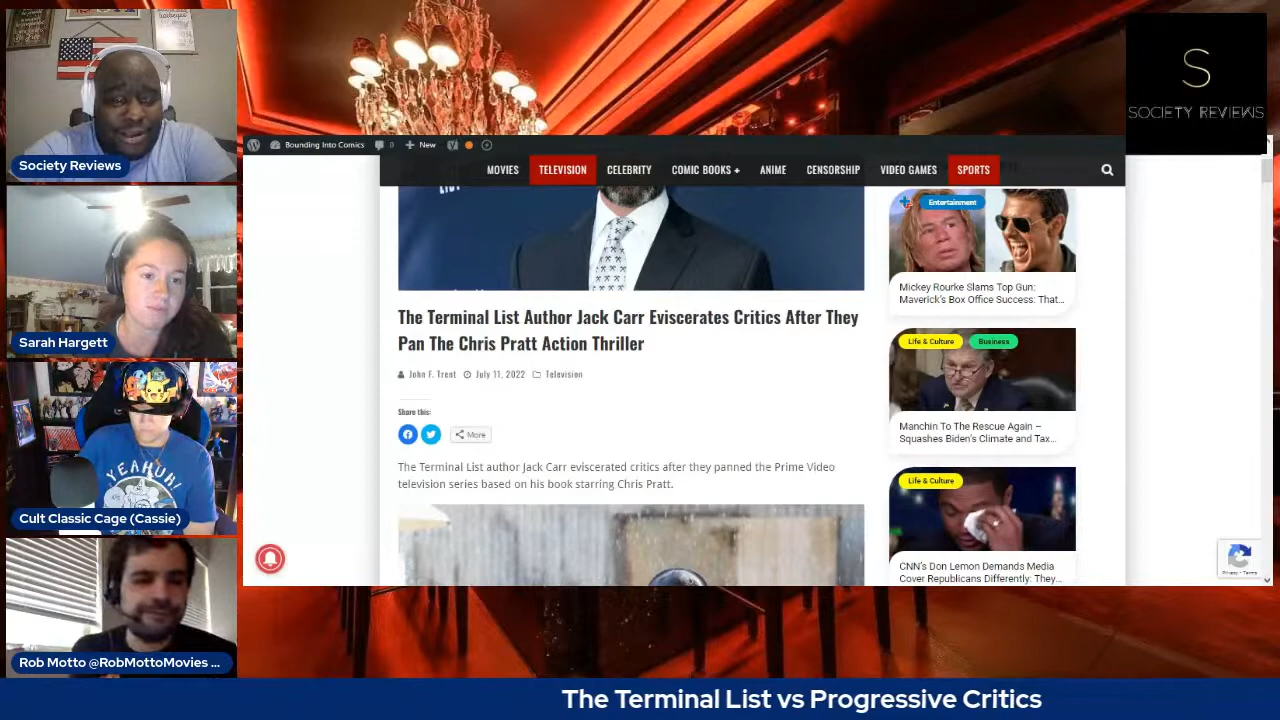 Society Reviews
Sarah Hargett
YEAHUH!
Cult Classic Cage (Cassie)
Rob Motto @RobMottoMovies ...
S
SOCIETY REVIEWS
Bounding Into Comics 0 New
MOVIES TELEVISION CELEBRITY COMIC BOOKS + ANIME CENSORSHIP VIDEO GAMES SPORTS
The Terminal List Author Jack Carr Eviscerates Critics After They
Pan The Chris Pratt Action Thriller
John F. Trent July 11, 2022 Television
Share this:
More
The Terminal List author Jack Carr eviscerated critics after they panned the Prime Video
television series based on his book starring Chris Pratt.
Entertainment
Mickey Rourke Slams Top Gun:
Maverick's Box Office Success: That...
Life & Culture Business
Manchin To The Rescue Again –
Squashes Biden's Climate and Tax...
Life & Culture
CNN's Don Lemon Demands Media
Cover Republicans Differently: They...
Privacy - Terms
The Terminal List vs Progressive Critics